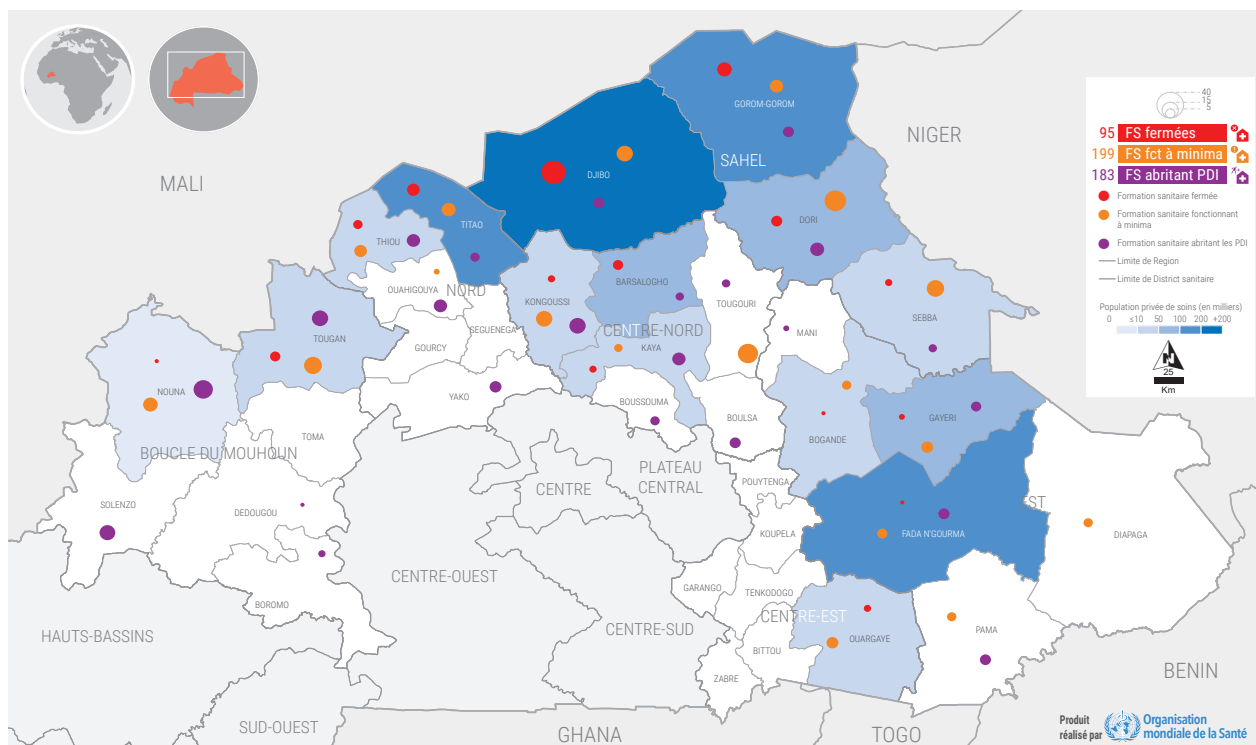 GOROM-GOROM
NIGER
SAHEL
MALI
DJIBO
TITAO
THIOU
DORI
OUAHIGOUYA
NORD
KONGOUSSI
BARSALOGHO
TOUGOURI
SEBBA
TOUGAN
SEGUENEGA
GOURCY
CENTRE-NORD
KAYA
MANI
NOUNA
YAKO
BOUSSOUMA
BOULSA
BOGANDE
GAYERI
TOMA
BOUCLE DU MOUHOUN
PLATEAU
CENTRAL
CENTRE
POUYTENGA
SOLENZO
DEDOUGOU
KOUPELA
FADA N'GOURMA
EST
DIAPAGA
CENTRE-OUEST
GARANGO
TENKODOGO
BOROMO
CENTRE-EST
CENTRE-SUD
HAUTS-BASSINS
OUARGAYE
PAMA
BITTOU
ZABRE
BENIN
SUD-OUEST
GHANA
TOGO
40
15
5
95 FS fermées
199 FS fct à minima
183 FS abritant PDI
Formation sanitaire fermée
Formation sanitaire fonctionnant
à minima
Formation sanitaire abritant les PDI
Limite de Region
Limite de District sanitaire
Population privée de soins (en milliers)
0 ≤10 50 100 200 +200
N
25
Km
Produit
réalisé par
Organisation
mondiale de la Santé